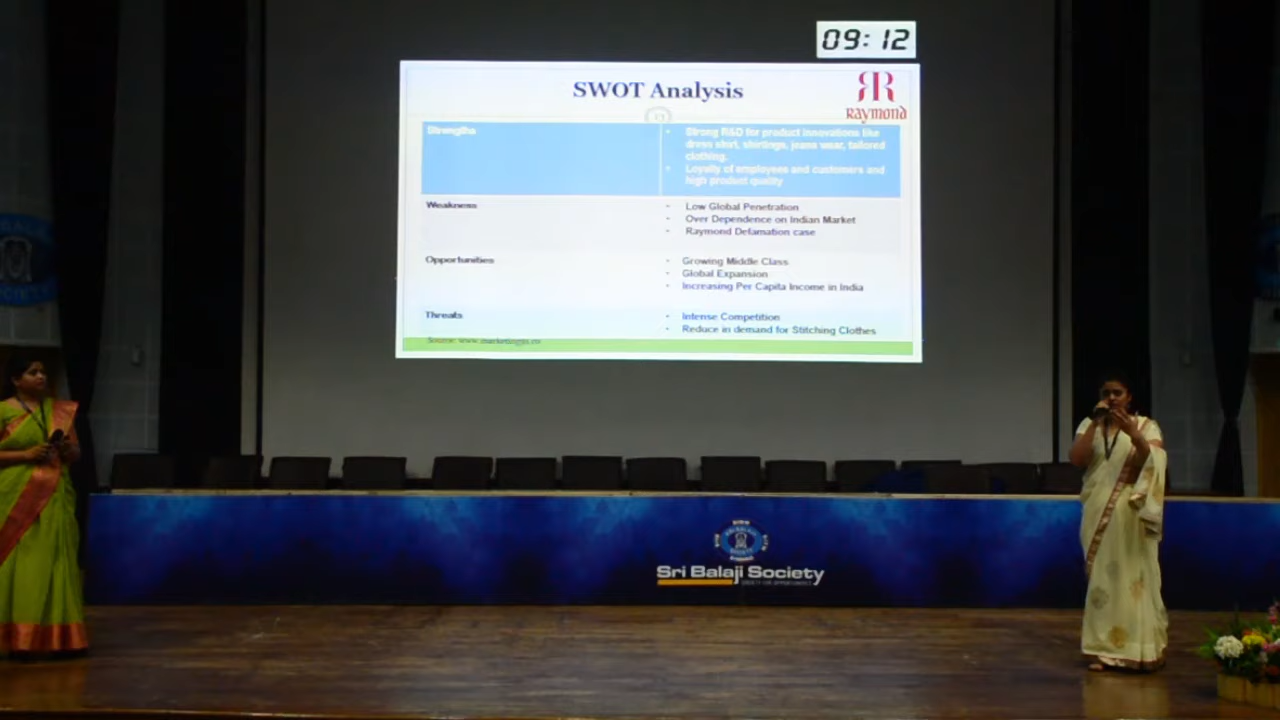 09:12
SWOT Analysis
Raymond
13
Strengths
• Strong R&D for product innovations like
dress shirt, shirtings, jeans wear, tailored
clothing.
• Loyalty of employees and customers and
high product quality
Weakness
• Low Global Penetration
• Over Dependence on Indian Market
• Raymond Defamation case
Opportunities
• Growing Middle Class
• Global Expansion
• Increasing Per Capita Income in India
Threats
• Intense Competition
• Reduce in demand for Stitching Clothes
Source:
Sri Balaji Society